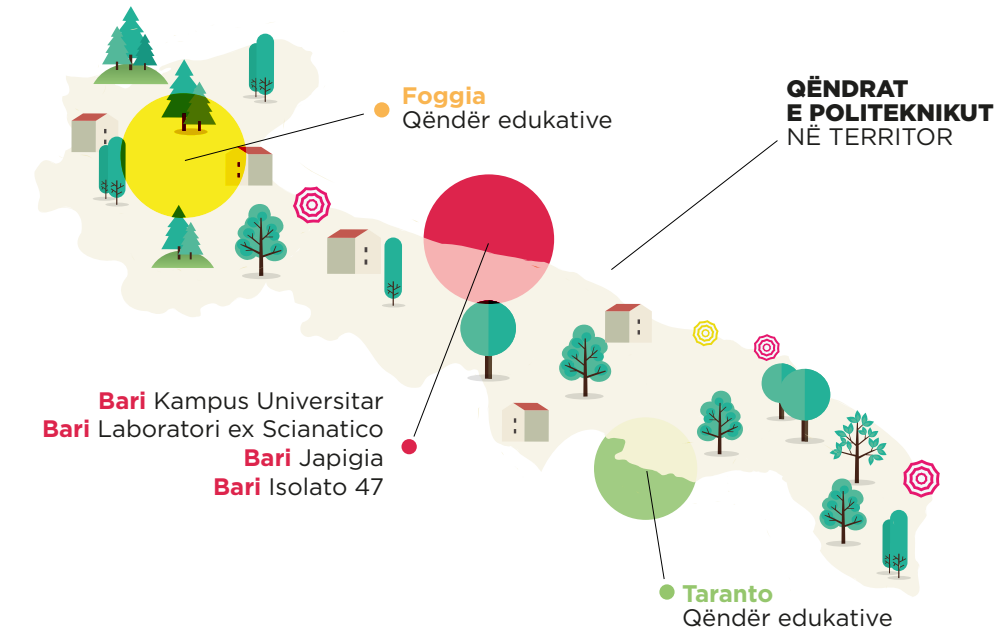 Foggia
Qëndër edukative
QËNDRAT
E POLITEKNIKUT
NË TERRITOR
Bari Kampus Universitar
Bari Laboratori ex Scianatico
Bari Japigia
Bari Isolato 47
Taranto
Qëndër edukative